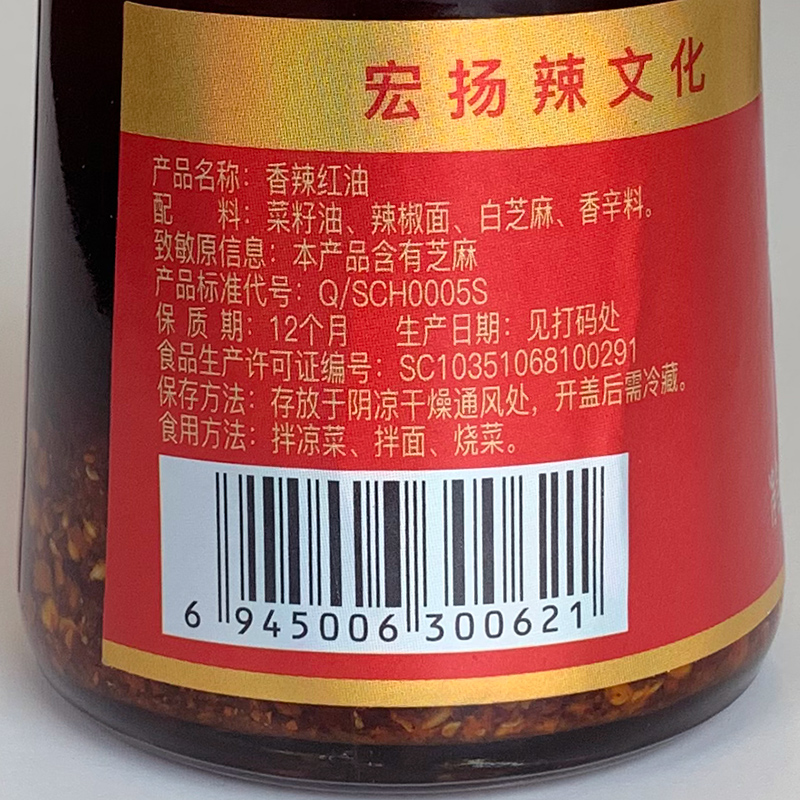 宏扬辣文化
产品名称：香辣红油
配　　料：菜籽油、辣椒面、白芝麻、香辛料。
致敏原信息：本产品含有芝麻
产品标准代号：Q/SCH0005S
保 质 期：12个月　　生产日期：见打码处
食品生产许可证编号：SC10351068100291
保存方法：存放于阴凉干燥通风处，开盖后需冷藏。
食用方法：拌凉菜、拌面、烧菜。
6 945006 300621